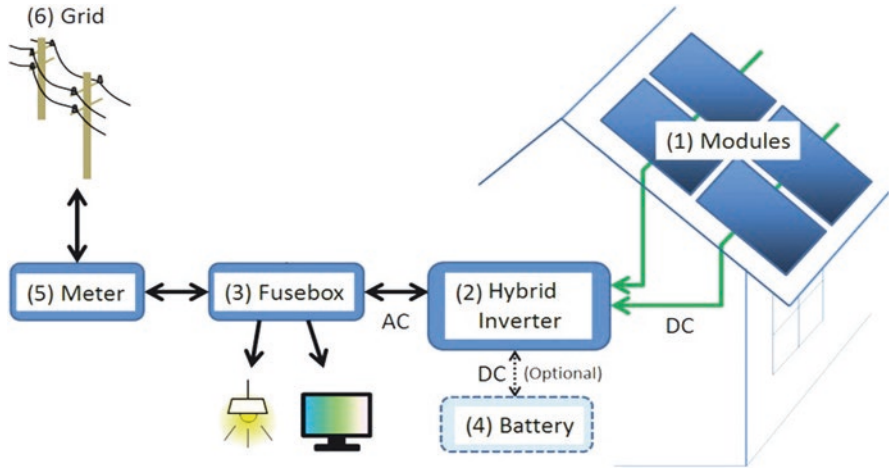 (6) Grid
(1) Modules
(5) Meter
(3) Fusebox
AC
(2) Hybrid
Inverter
DC
DC (Optional)
(4) Battery